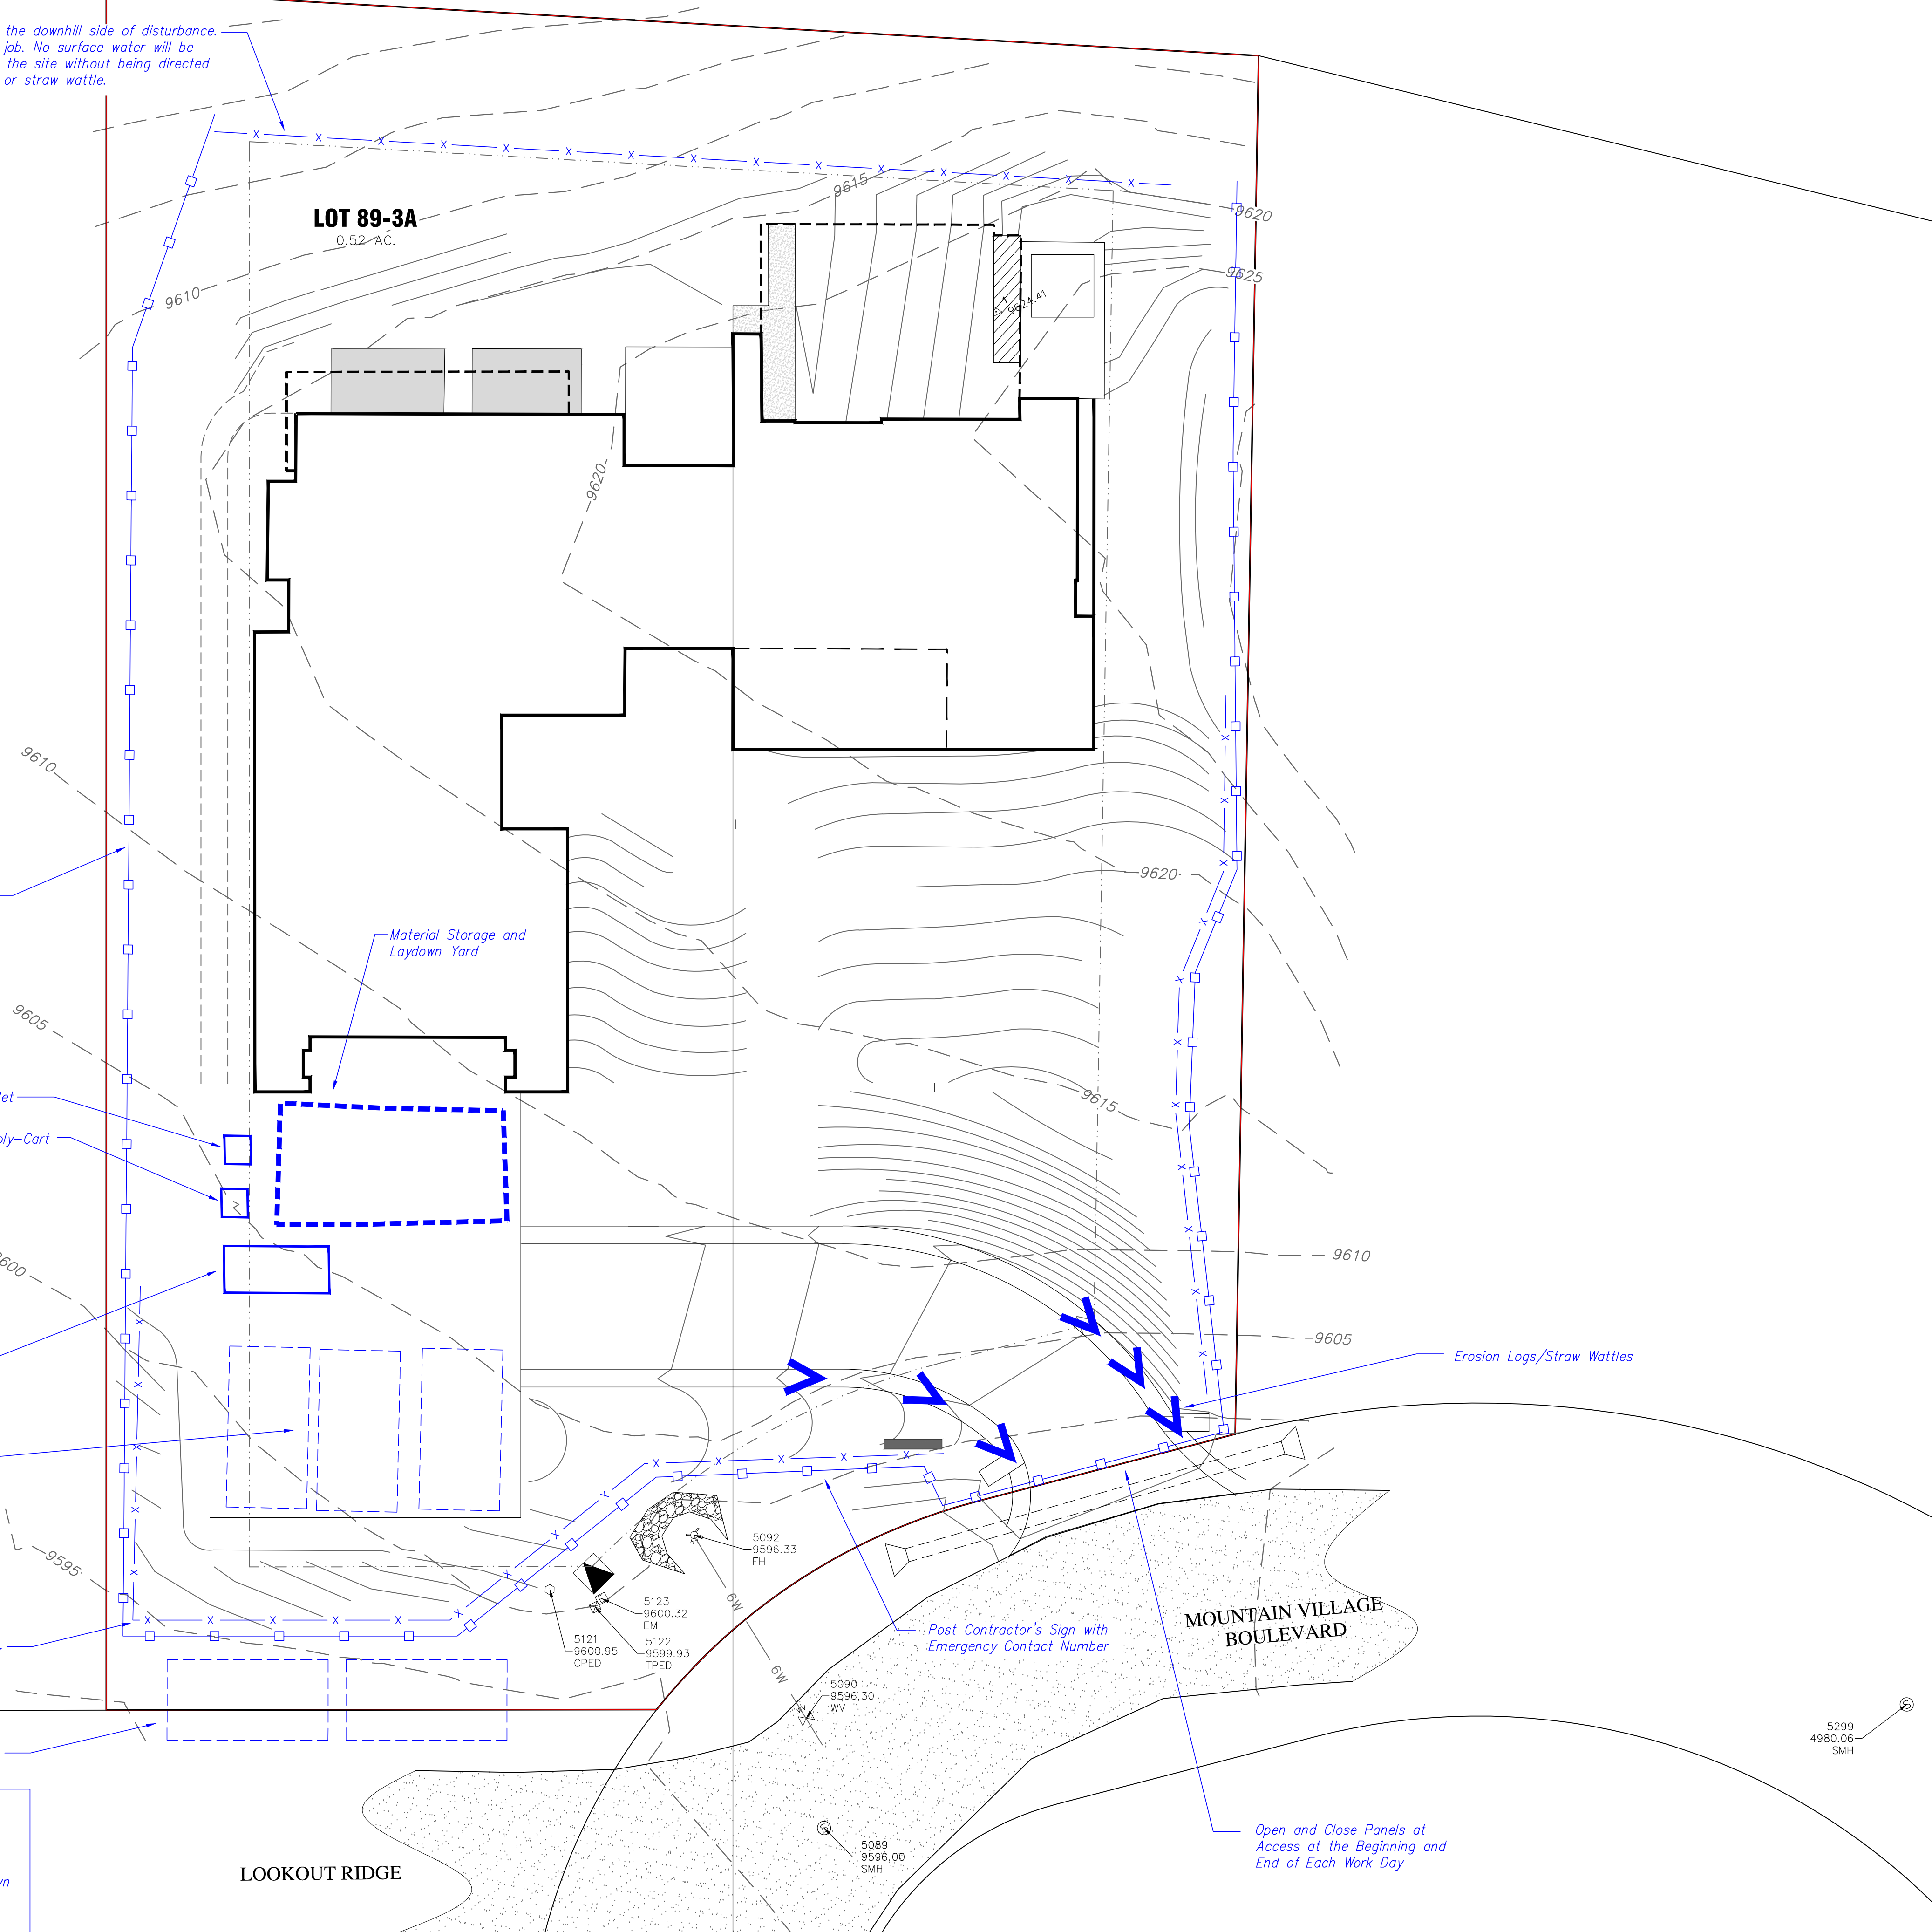 the downhill side of disturbance.
job. No surface water will be
the site without being directed
or straw wattle.
LOT 89-3A
0.52 AC.
9615
9620
9625
9610
9624.41
9620
9610
9620
Material Storage and
Laydown Yard
9605
9615
9610
9605
Erosion Logs/Straw Wattles
9595
5092
9596.33
FH
6W
5123
9600.32
EM
5121
9600.95
CPED
5122
9599.93
TPED
Post Contractor's Sign with
Emergency Contact Number
MOUNTAIN VILLAGE
BOULEVARD
6W
5090
9596.30
WV
5299
4980.06
SMH
5089
9596.00
SMH
Open and Close Panels at
Access at the Beginning and
End of Each Work Day
LOOKOUT RIDGE